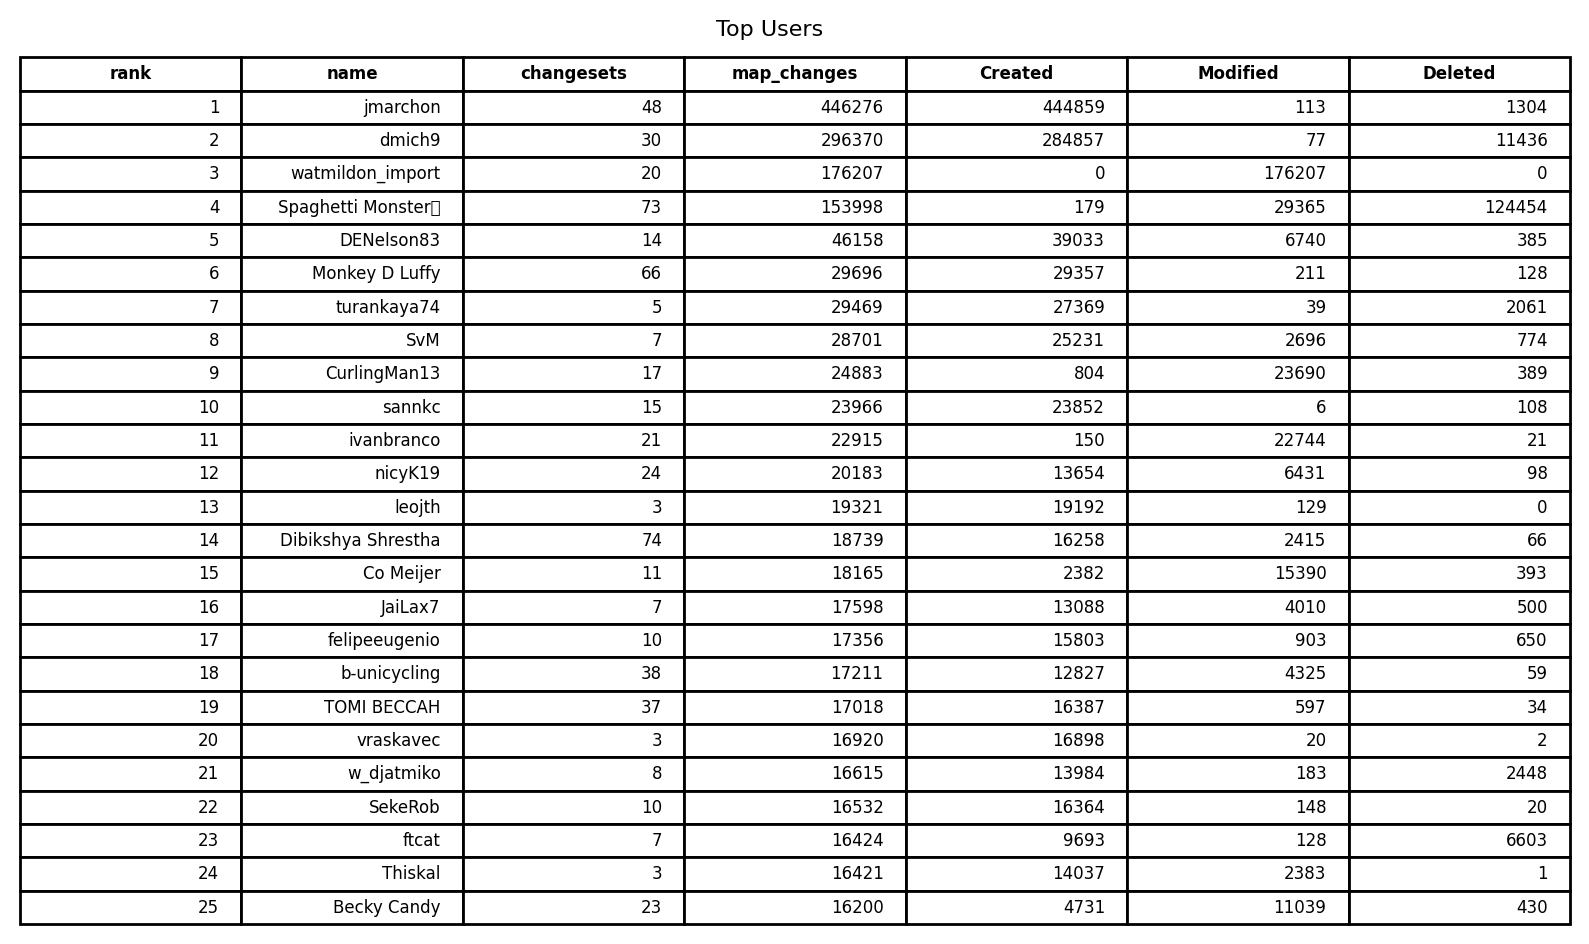 Top Users
rank name changesets map_changes Created Modified Deleted
1 jmarchon 48 446276 444859 113 1304
2 dmich9 30 296370 284857 77 11436
3 watmildon_import 20 176207 0 176207 0
4 Spaghetti Monster 73 153998 179 29365 124454
5 DENelson83 14 46158 39033 6740 385
6 Monkey D Luffy 66 29696 29357 211 128
7 turankaya74 5 29469 27369 39 2061
8 SvM 7 28701 25231 2696 774
9 CurlingMan13 17 24883 804 23690 389
10 sannkc 15 23966 23852 6 108
11 ivanbranco 21 22915 150 22744 21
12 nicyK19 24 20183 13654 6431 98
13 leojth 3 19321 19192 129 0
14 Dibikshya Shrestha 74 18739 16258 2415 66
15 Co Meijer 11 18165 2382 15390 393
16 JaiLax7 7 17598 13088 4010 500
17 felipeeugenio 10 17356 15803 903 650
18 b-unicycling 38 17211 12827 4325 59
19 TOMI BECCAH 37 17018 16387 597 34
20 vraskavec 3 16920 16898 20 2
21 w_djatmiko 8 16615 13984 183 2448
22 SekeRob 10 16532 16364 148 20
23 ftcat 7 16424 9693 128 6603
24 Thiskal 3 16421 14037 2383 1
25 Becky Candy 23 16200 4731 11039 430